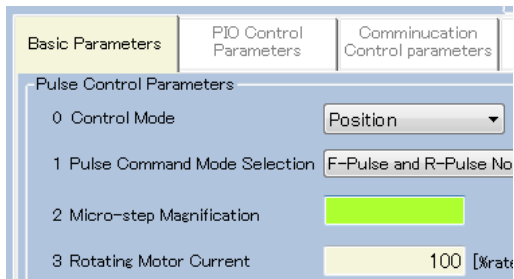 Basic Parameters
PIO Control
Parameters
Comminucation
Control parameters
Pulse Control Parameters
0 Control Mode
Position
1 Pulse Command Mode Selection
F-Pulse and R-Pulse No
2 Micro-step Magnification
3 Rotating Motor Current
100 [%rate